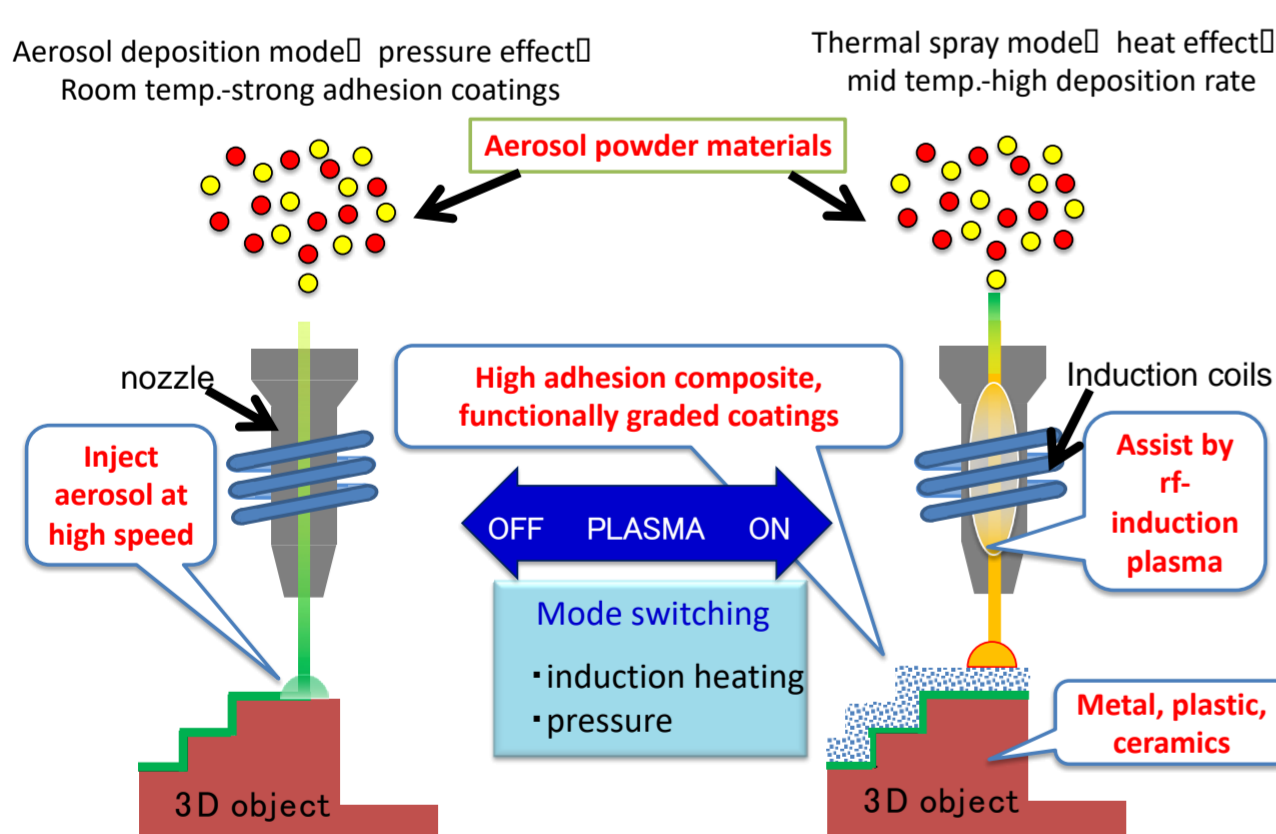 Aerosol deposition mode▯ pressure effect▯
Room temp.-strong adhesion coatings
Thermal spray mode▯ heat effect▯
mid temp.-high deposition rate
Aerosol powder materials
nozzle
Inject
aerosol at
high speed
High adhesion composite,
functionally graded coatings
Induction coils
Assist by
rf-
induction
plasma
OFF PLASMA ON
Mode switching
・induction heating
・pressure
Metal, plastic,
ceramics
3D object
3D object